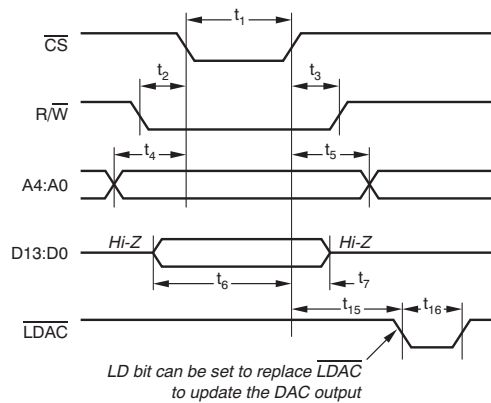 t1
CS
t2
t3
R/W
t4
t5
A4:A0
Hi-Z
Hi-Z
D13:D0
t6
t7
t15
t16
LDAC
LD bit can be set to replace LDAC
to update the DAC output